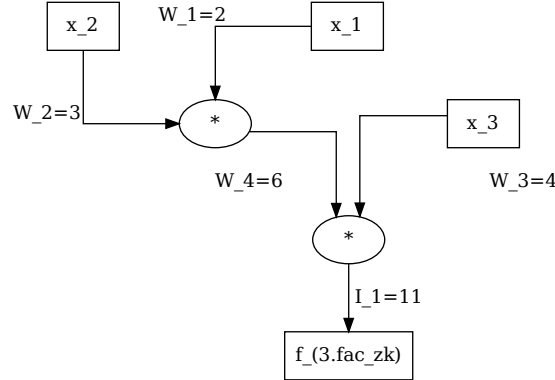 x_2
W_1=2
x_1
W_2=3
*
x_3
W_4=6
W_3=4
*
I_1=11
f_(3.fac_zk)